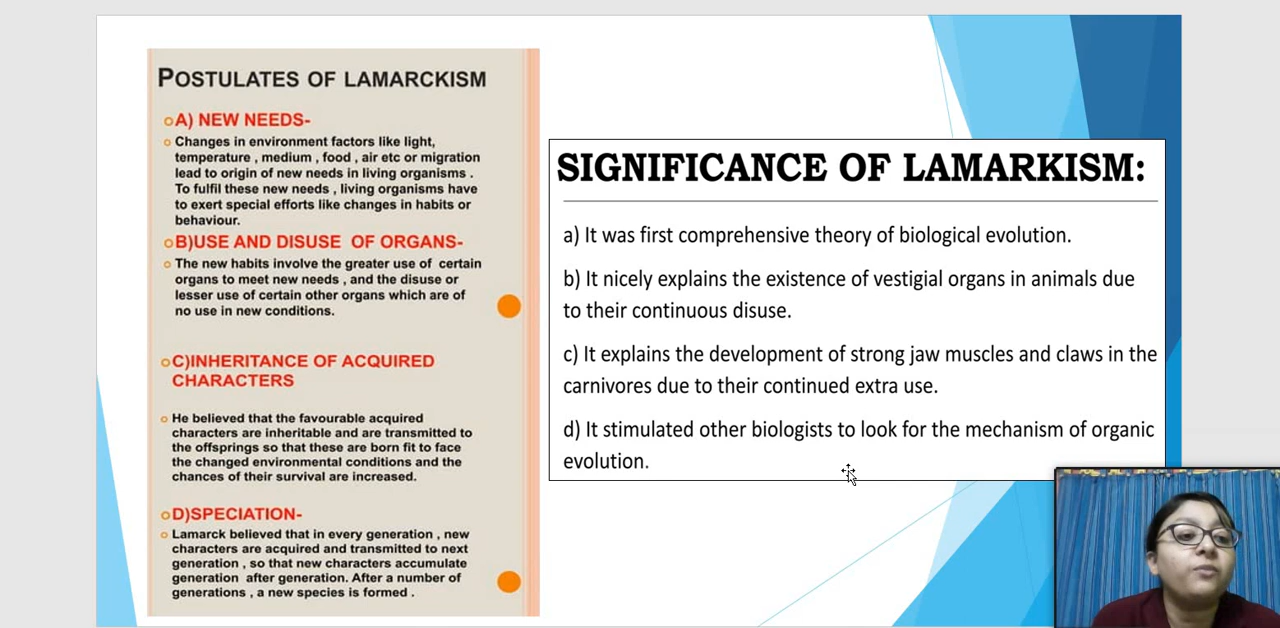 POSTULATES OF LAMARCKISM
A) NEW NEEDS-
Changes in environment factors like light,
temperature , medium , food , air etc or migration
lead to origin of new needs in living organisms .
To fulfil these new needs , living organisms have
to exert special efforts like changes in habits or
behaviour.
B)USE AND DISUSE OF ORGANS-
The new habits involve the greater use of certain
organs to meet new needs , and the disuse or
lesser use of certain other organs which are of
no use in new conditions.
C)INHERITANCE OF ACQUIRED
CHARACTERS
He believed that the favourable acquired
characters are inheritable and are transmitted to
the offsprings so that these are born fit to face
the changed environmental conditions and the
chances of their survival are increased.
D)SPECIATION-
Lamarck believed that in every generation , new
characters are acquired and transmitted to next
generation , so that new characters accumulate
generation after generation. After a number of
generations , a new species is formed .
SIGNIFICANCE OF LAMARKISM:
a) It was first comprehensive theory of biological evolution.
b) It nicely explains the existence of vestigial organs in animals due
to their continuous disuse.
c) It explains the development of strong jaw muscles and claws in the
carnivores due to their continued extra use.
d) It stimulated other biologists to look for the mechanism of organic
evolution.